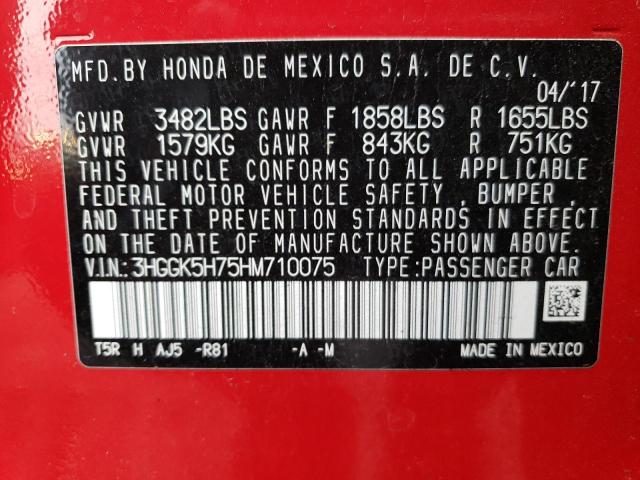 MFD. BY HONDA DE MEXICO S.A. DE C.V.
04/'17
GVWR 3482LBS GAWR F 1858LBS R 1655LBS
GVWR 1579KG GAWR F 843KG R 751KG
THIS VEHICLE CONFORMS TO ALL APPLICABLE
FEDERAL MOTOR VEHICLE SAFETY , BUMPER ,
AND THEFT PREVENTION STANDARDS IN EFFECT
ON THE DATE OF MANUFACTURE SHOWN ABOVE.
V.I.N.:3HGGK5H75HM710075 TYPE:PASSENGER CAR
T5R H AJ5 -R81 -A -M MADE IN MEXICO